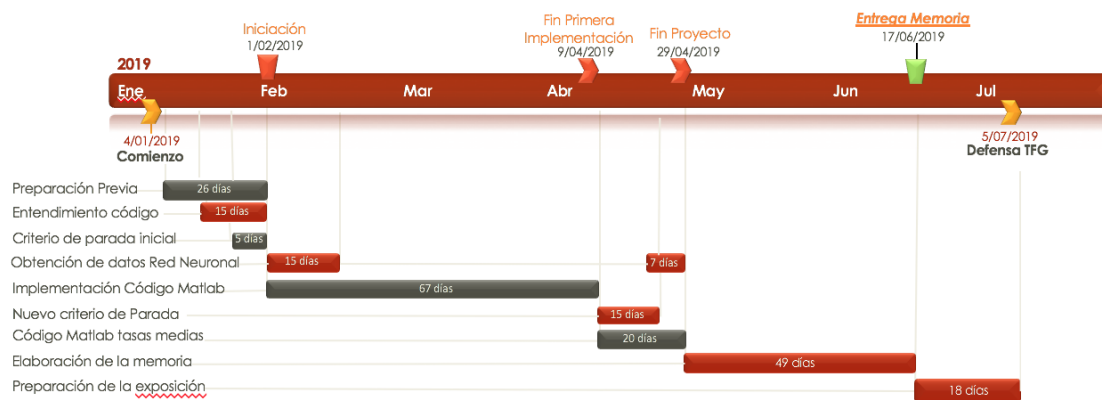 Iniciación
1/02/2019
Fin Primera
Implementación
9/04/2019
Fin Proyecto
29/04/2019
Entrega Memoria
17/06/2019
2019
Ene
Feb
Mar
Abr
May
Jun
Jul
4/01/2019
Comienzo
5/07/2019
Defensa TFG
Preparación Previa
26 días
Entendimiento código
15 días
Criterio de parada inicial
5 días
Obtención de datos Red Neuronal
15 días
7 días
Implementación Código Matlab
67 días
Nuevo criterio de Parada
15 días
Código Matlab tasas medias
20 días
Elaboración de la memoria
49 días
Preparación de la exposición
18 días